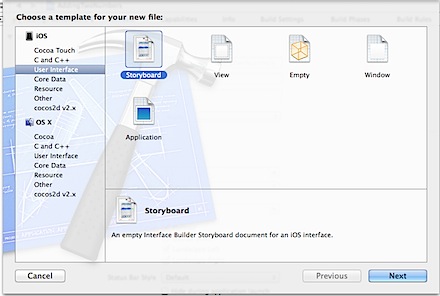 Choose a template for your new file:
iOS
Cocoa Touch
C and C++
User Interface
Core Data
Resource
Other
cocos2d v2.x
OS X
Cocoa
C and C++
User Interface
Core Data
Resource
Other
cocos2d v2.x
Storyboard
View
Empty
Window
Application
Storyboard
An empty Interface Builder Storyboard document for an iOS interface.
Cancel
Previous
Next